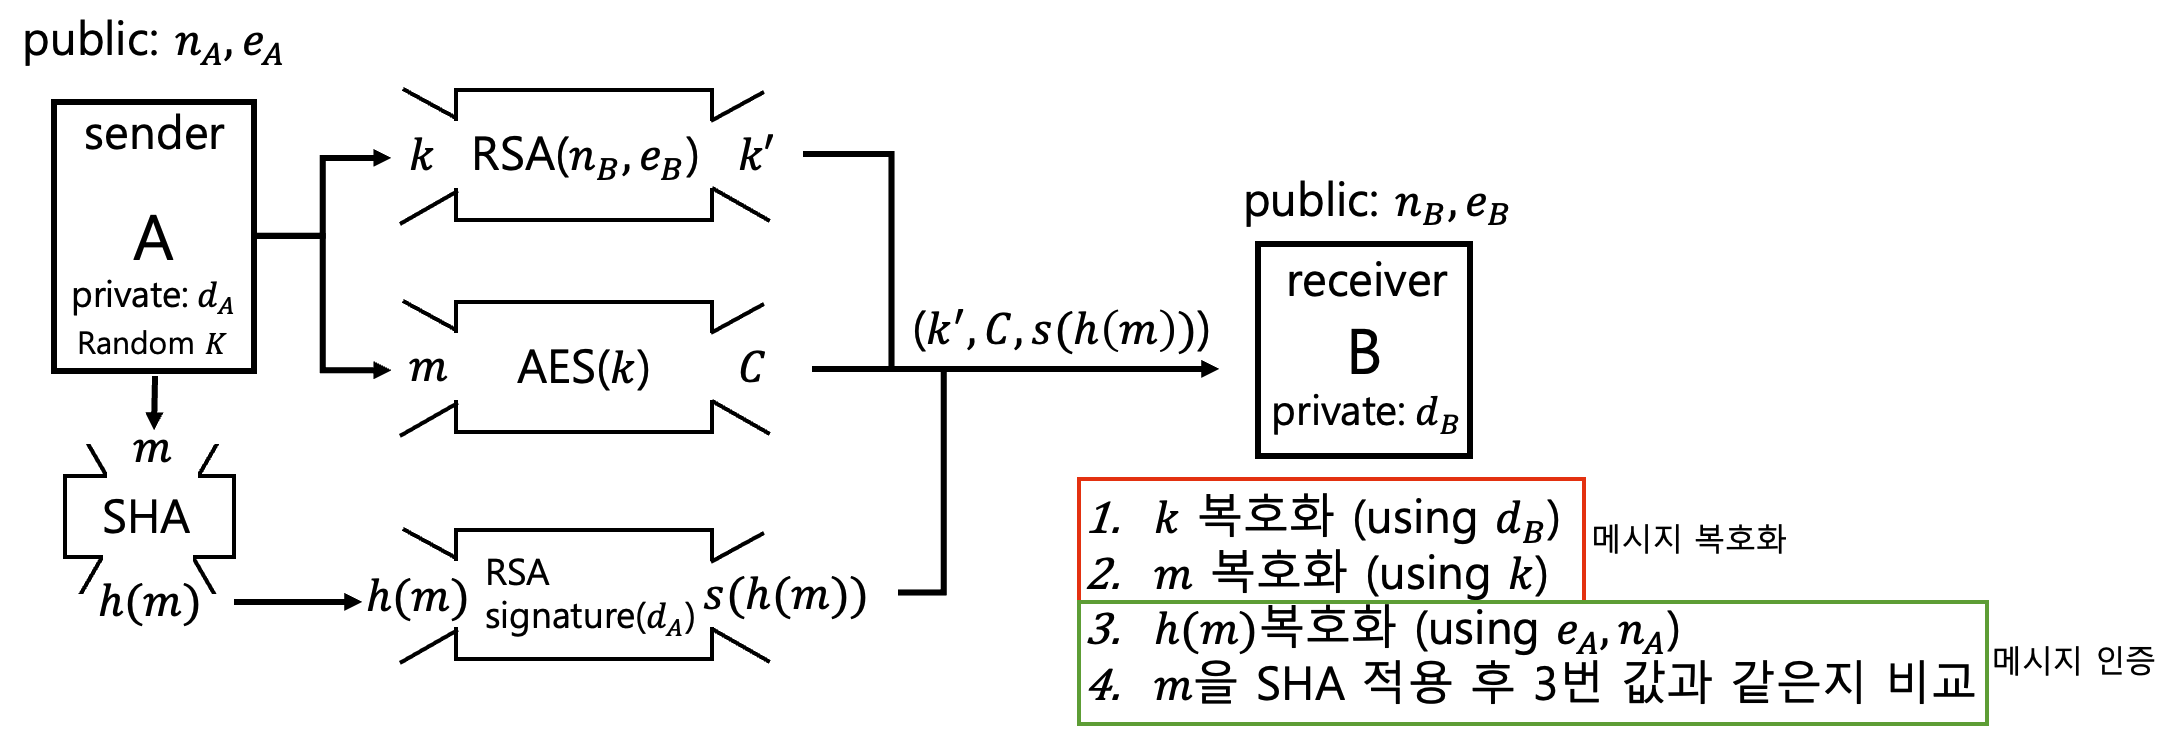 public: n_A, e_A
sender
A
private: d_A
Random K
m
SHA
h(m)
k RSA(n_B, e_B) k′
m AES(k) C
h(m) RSA
signature(d_A) s(h(m))
(k′, C, s(h(m)))
public: n_B, e_B
receiver
B
private: d_B
1. k 복호화 (using d_B)
2. m 복호화 (using k)
메시지 복호화
3. h(m)복호화 (using e_A, n_A)
4. m을 SHA 적용 후 3번 값과 같은지 비교
메시지 인증